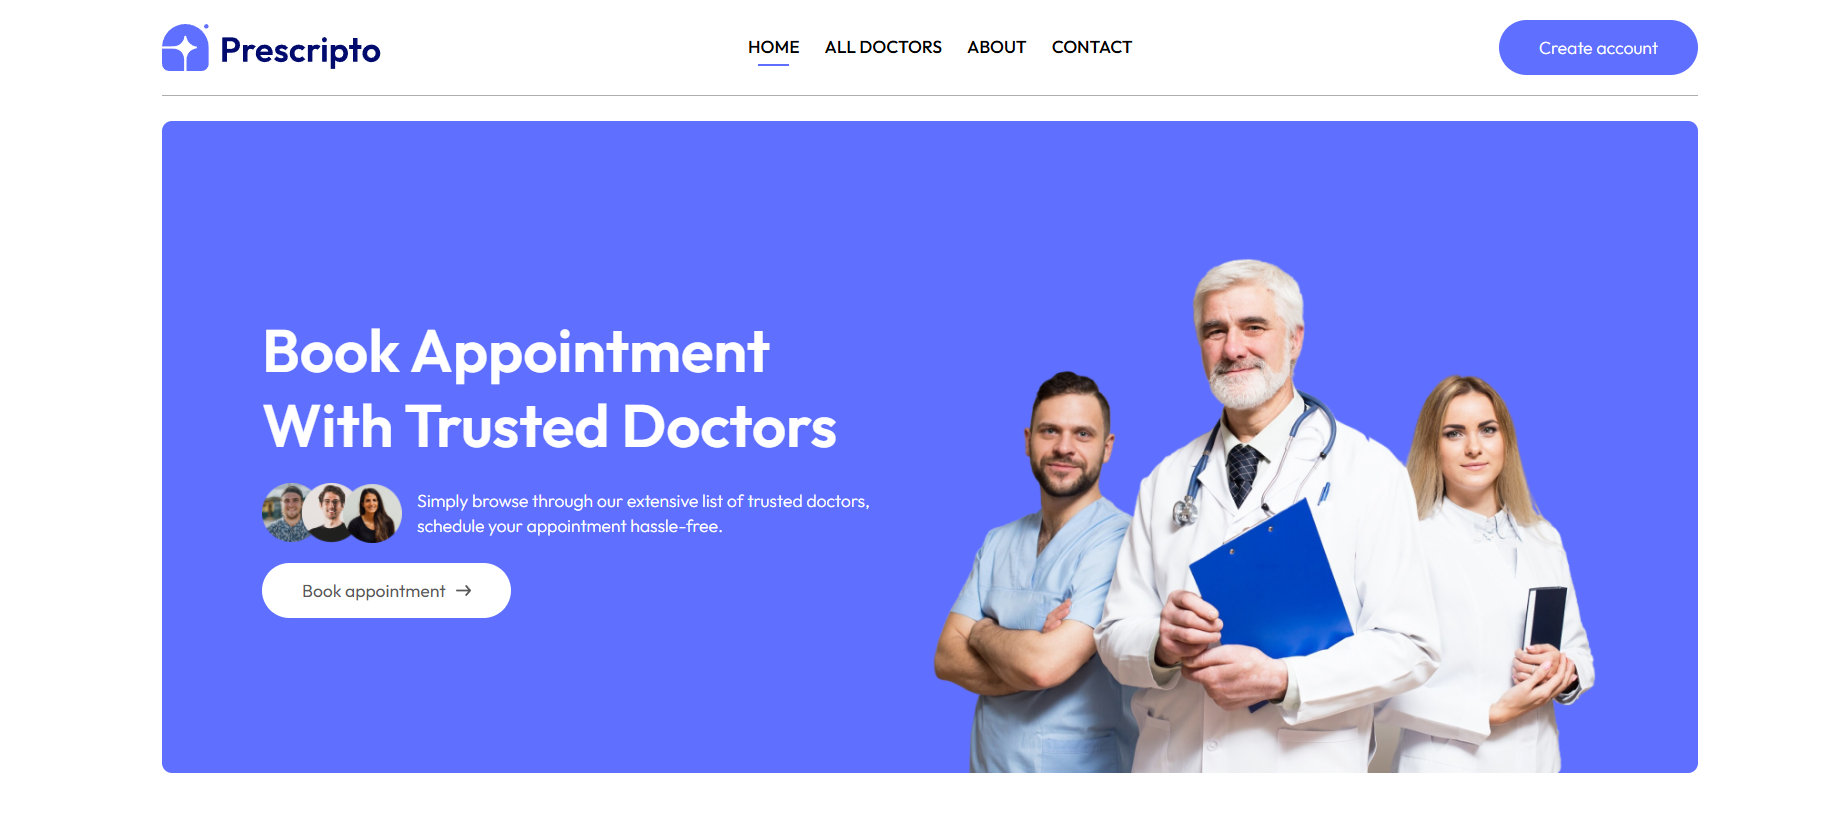 Prescripto
HOME
ALL DOCTORS
ABOUT
CONTACT
Create account
Book Appointment
With Trusted Doctors
Simply browse through our extensive list of trusted doctors,
schedule your appointment hassle-free.
Book appointment →